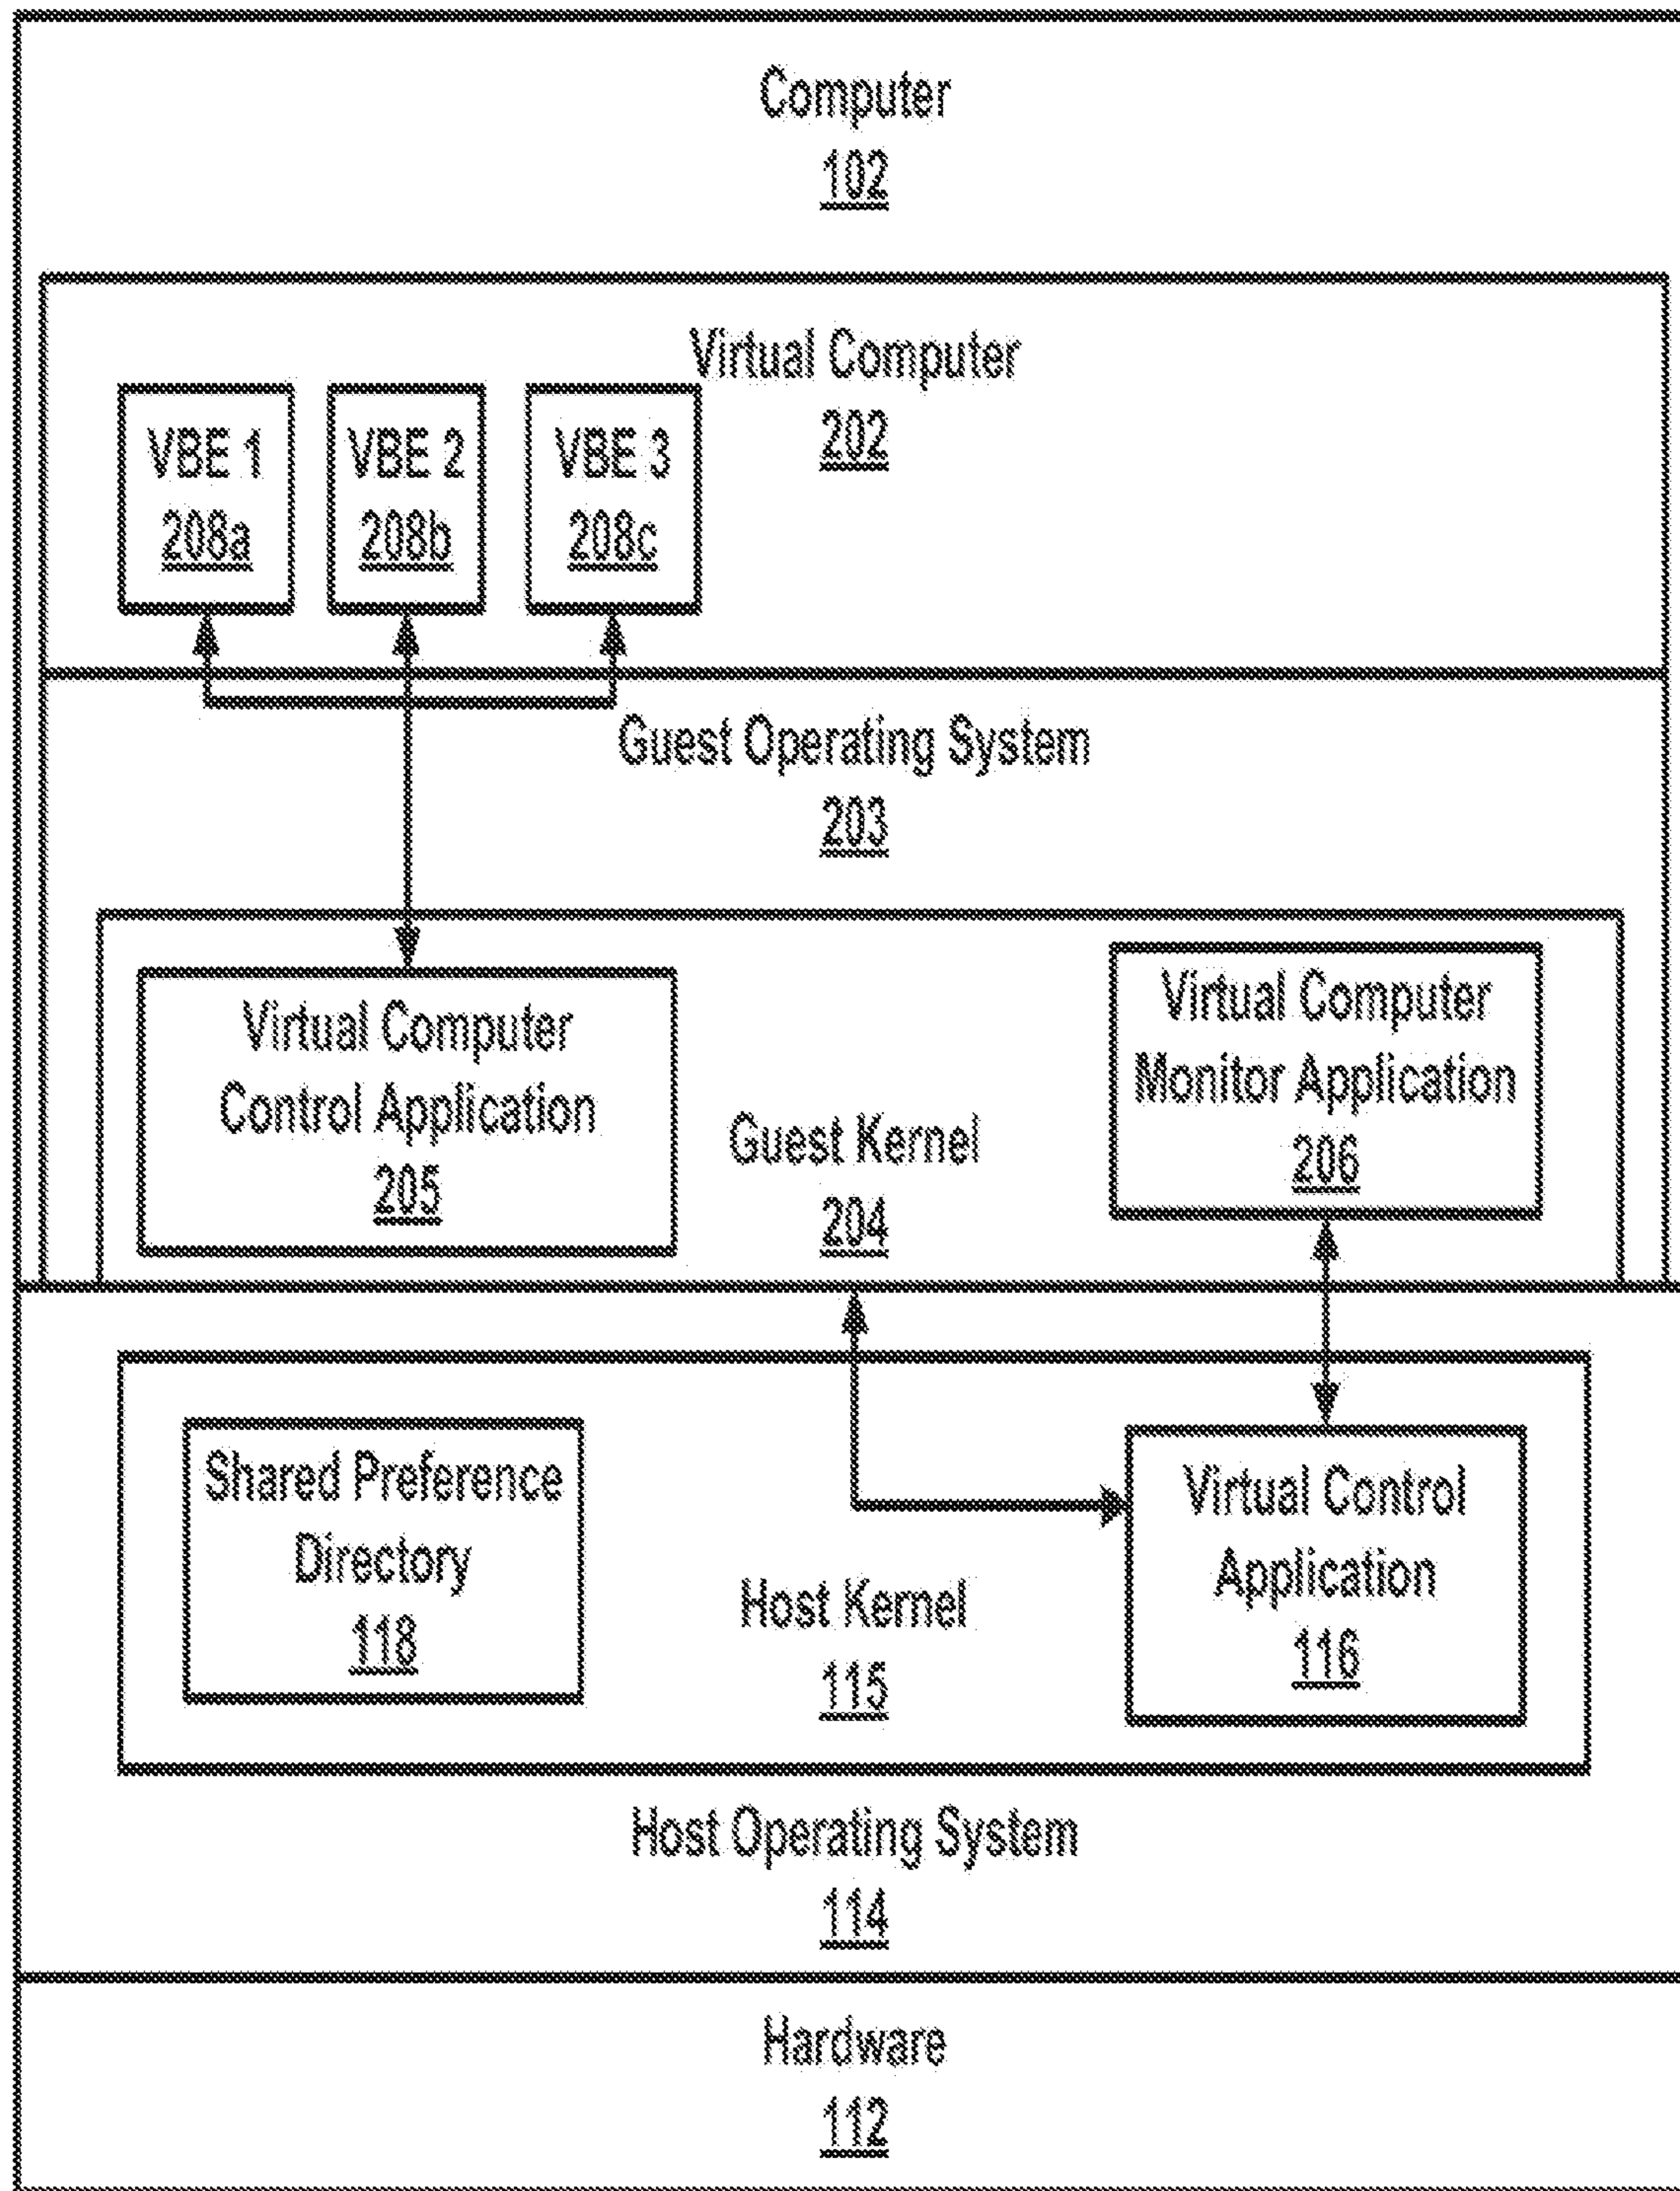 Computer
102
Virtual Computer
202
VBE 1
208a
VBE 2
208b
VBE 3
208c
Guest Operating System
203
Virtual Computer
Control Application
205
Guest Kernel
204
Virtual Computer
Monitor Application
206
Shared Preference
Directory
118
Host Kernel
115
Virtual Control
Application
116
Host Operating System
114
Hardware
112